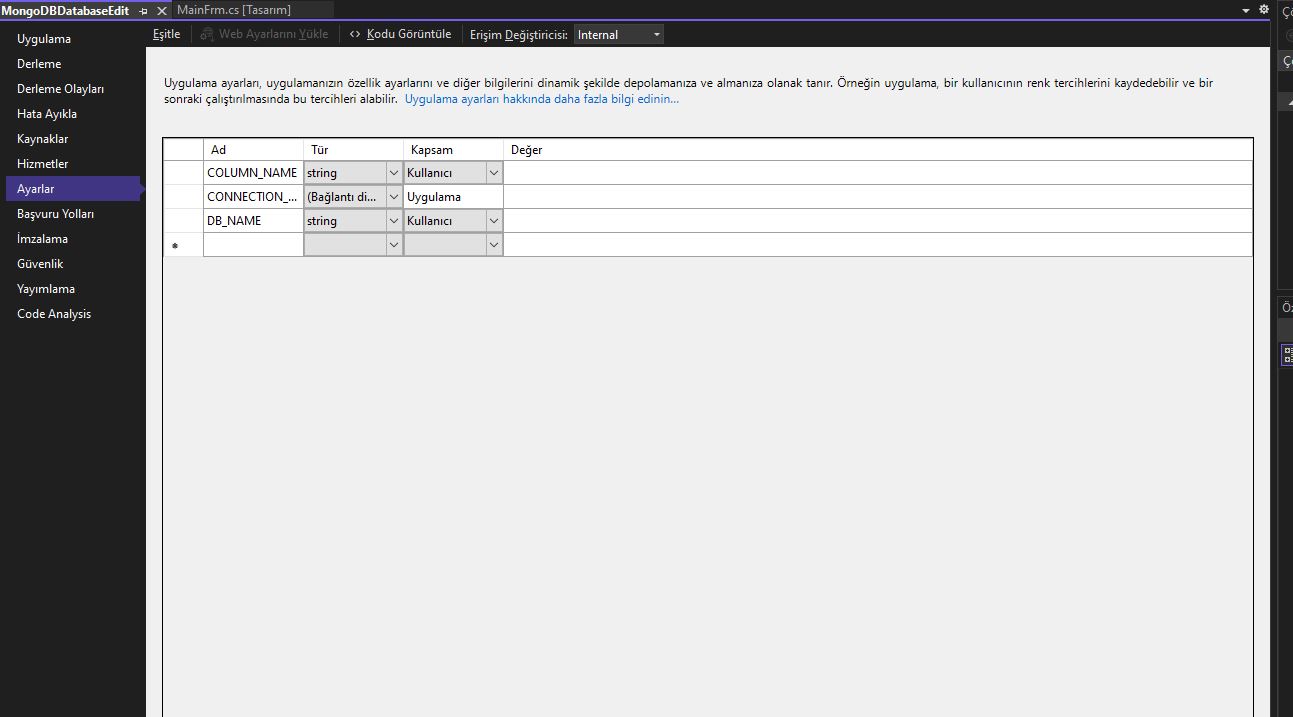 MongoDBDatabaseEdit
MainFrm.cs [Tasarım]
Uygulama
Derleme
Derleme Olayları
Hata Ayıkla
Kaynaklar
Hizmetler
Ayarlar
Başvuru Yolları
İmzalama
Güvenlik
Yayımlama
Code Analysis
Eşitle Web Ayarlarını Yükle <> Kodu Görüntüle Erişim Değiştiricisi: Internal
Uygulama ayarları, uygulamanızın özellik ayarlarını ve diğer bilgilerini dinamik şekilde depolamanıza ve almanıza olanak tanır. Örneğin uygulama, bir kullanıcının renk tercihlerini kaydedebilir ve bir
sonraki çalıştırılmasında bu tercihleri alabilir. Uygulama ayarları hakkında daha fazla bilgi edinin...
Ad Tür Kapsam Değer
COLUMN_NAME string Kullanıcı
CONNECTION_... (Bağlantı di... Uygulama
DB_NAME string Kullanıcı
*